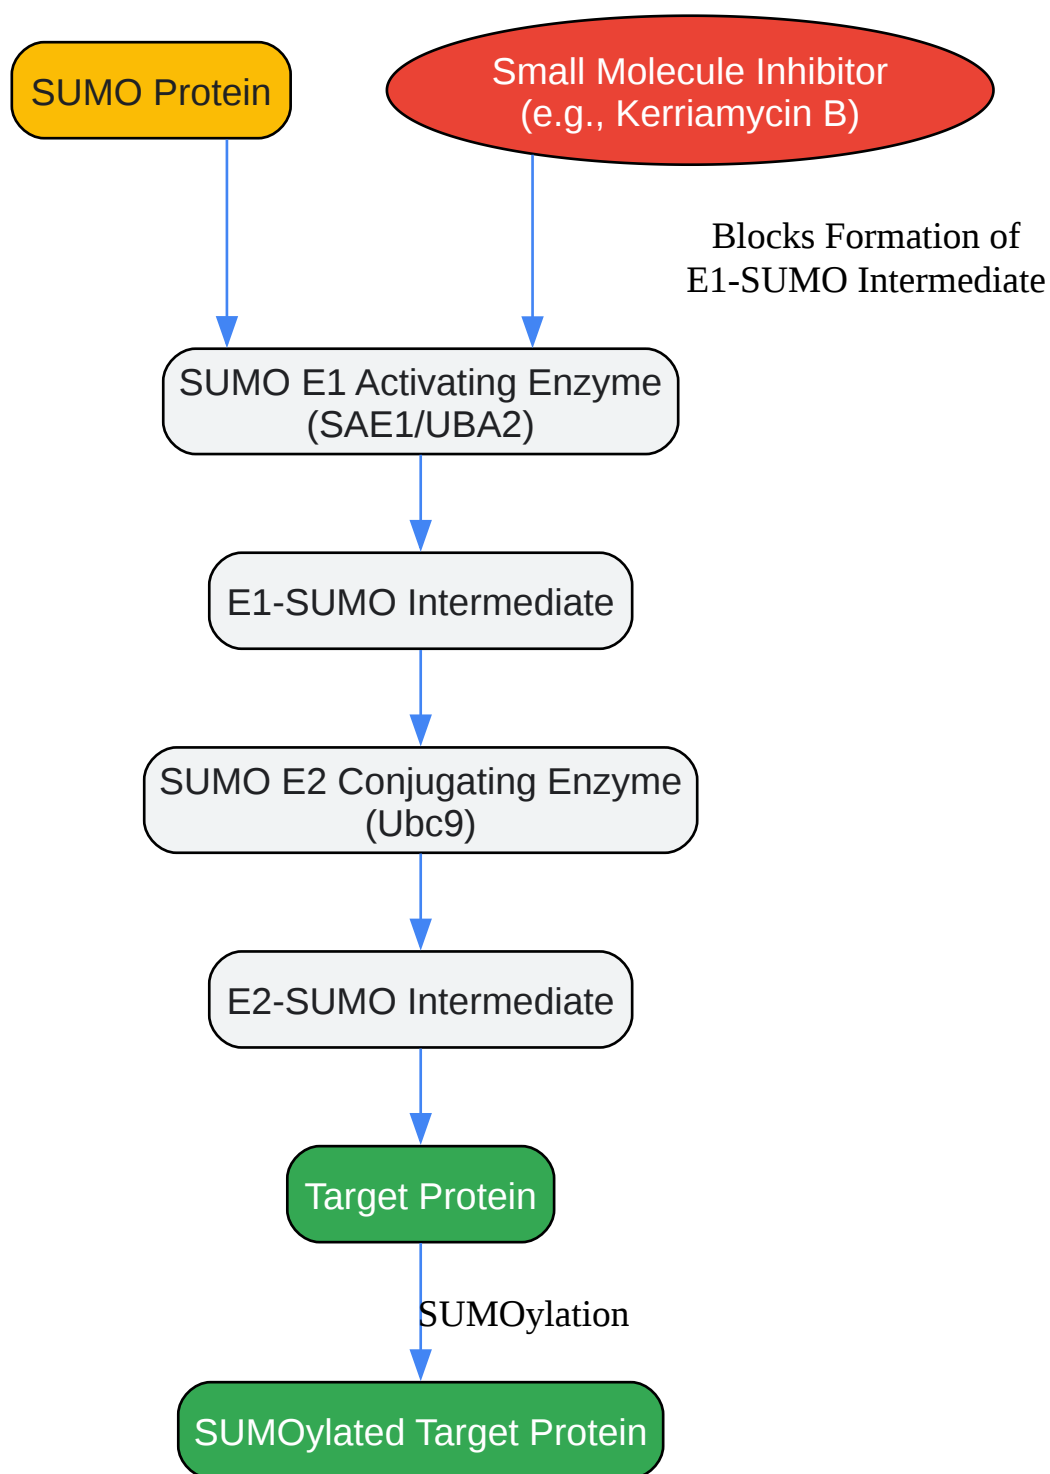 SUMO Protein
Small Molecule Inhibitor
(e.g., Kerriamycin B)
Blocks Formation of
E1-SUMO Intermediate
SUMO E1 Activating Enzyme
(SAE1/UBA2)
E1-SUMO Intermediate
SUMO E2 Conjugating Enzyme
(Ubc9)
E2-SUMO Intermediate
Target Protein
SUMOylation
SUMOylated Target Protein